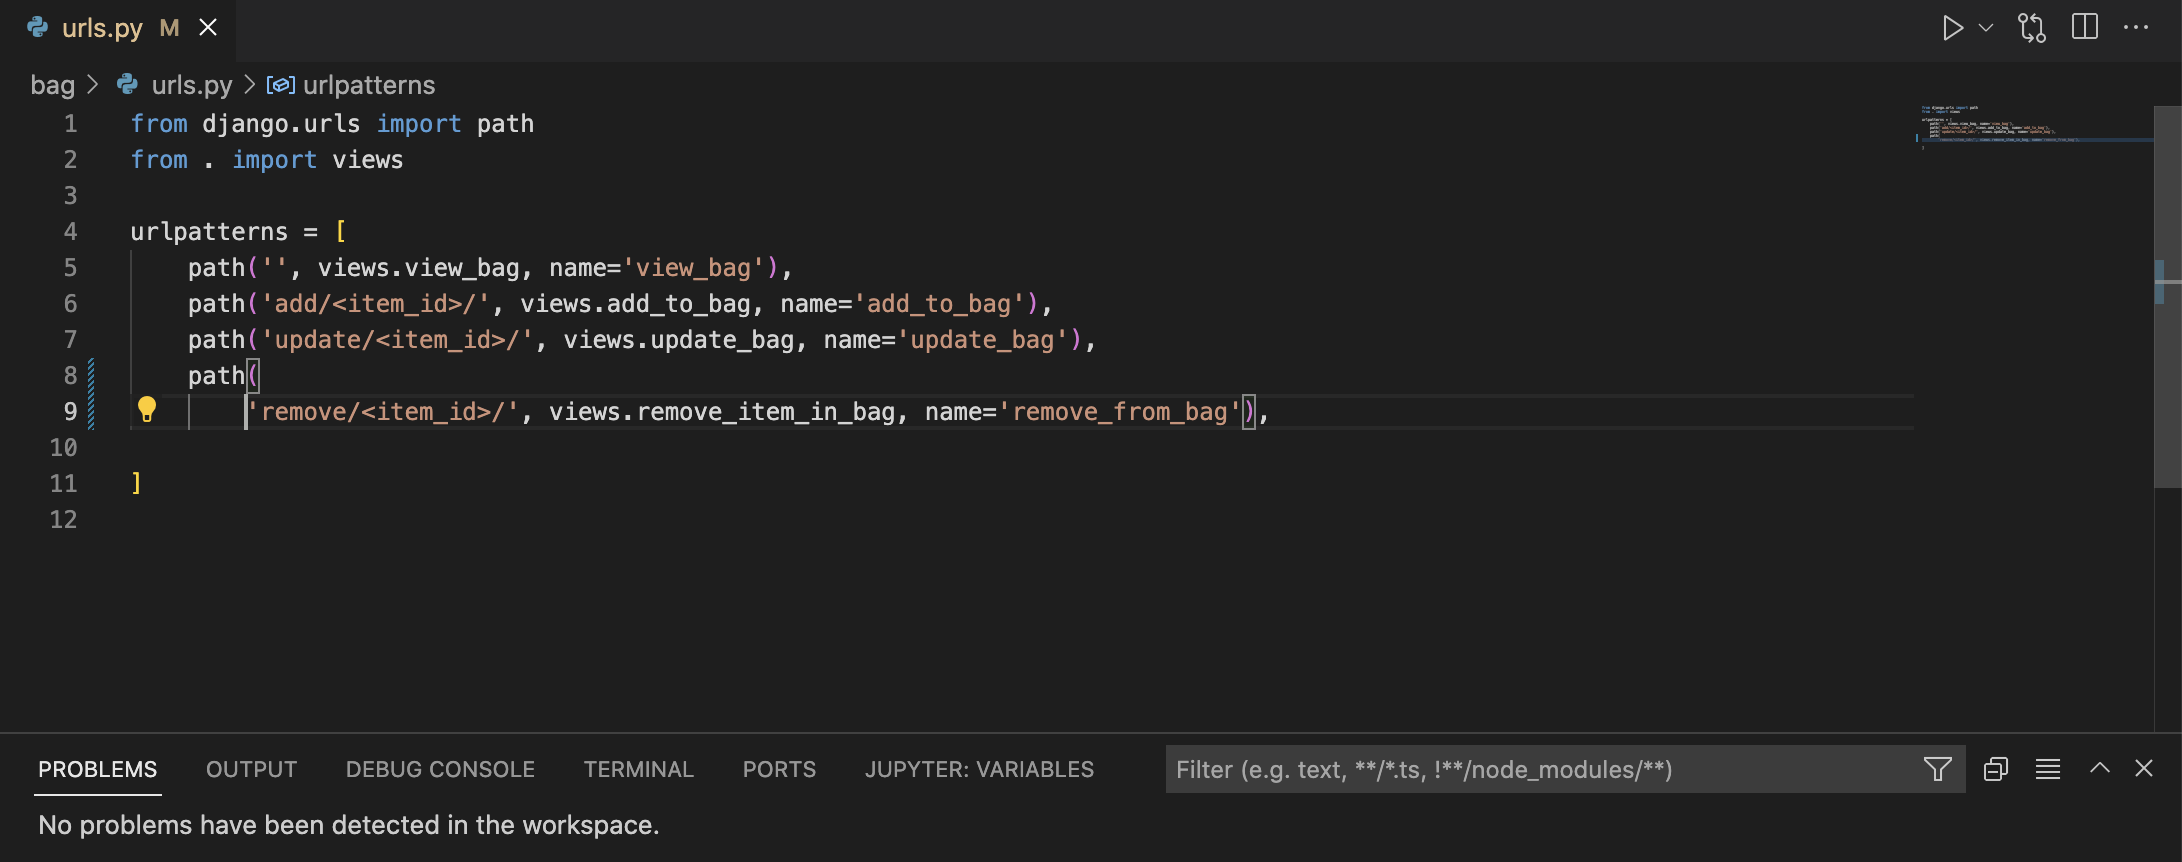 urls.py M
bag > urls.py > urlpatterns
1 from django.urls import path
2 from . import views
3
4 urlpatterns = [
5     path('', views.view_bag, name='view_bag'),
6     path('add/<item_id>/', views.add_to_bag, name='add_to_bag'),
7     path('update/<item_id>/', views.update_bag, name='update_bag'),
8     path(
9         'remove/<item_id>/', views.remove_item_in_bag, name='remove_from_bag'),
10
11 ]
12
PROBLEMS OUTPUT DEBUG CONSOLE TERMINAL PORTS JUPYTER: VARIABLES Filter (e.g. text, **/*.ts, !**/node_modules/**)
No problems have been detected in the workspace.